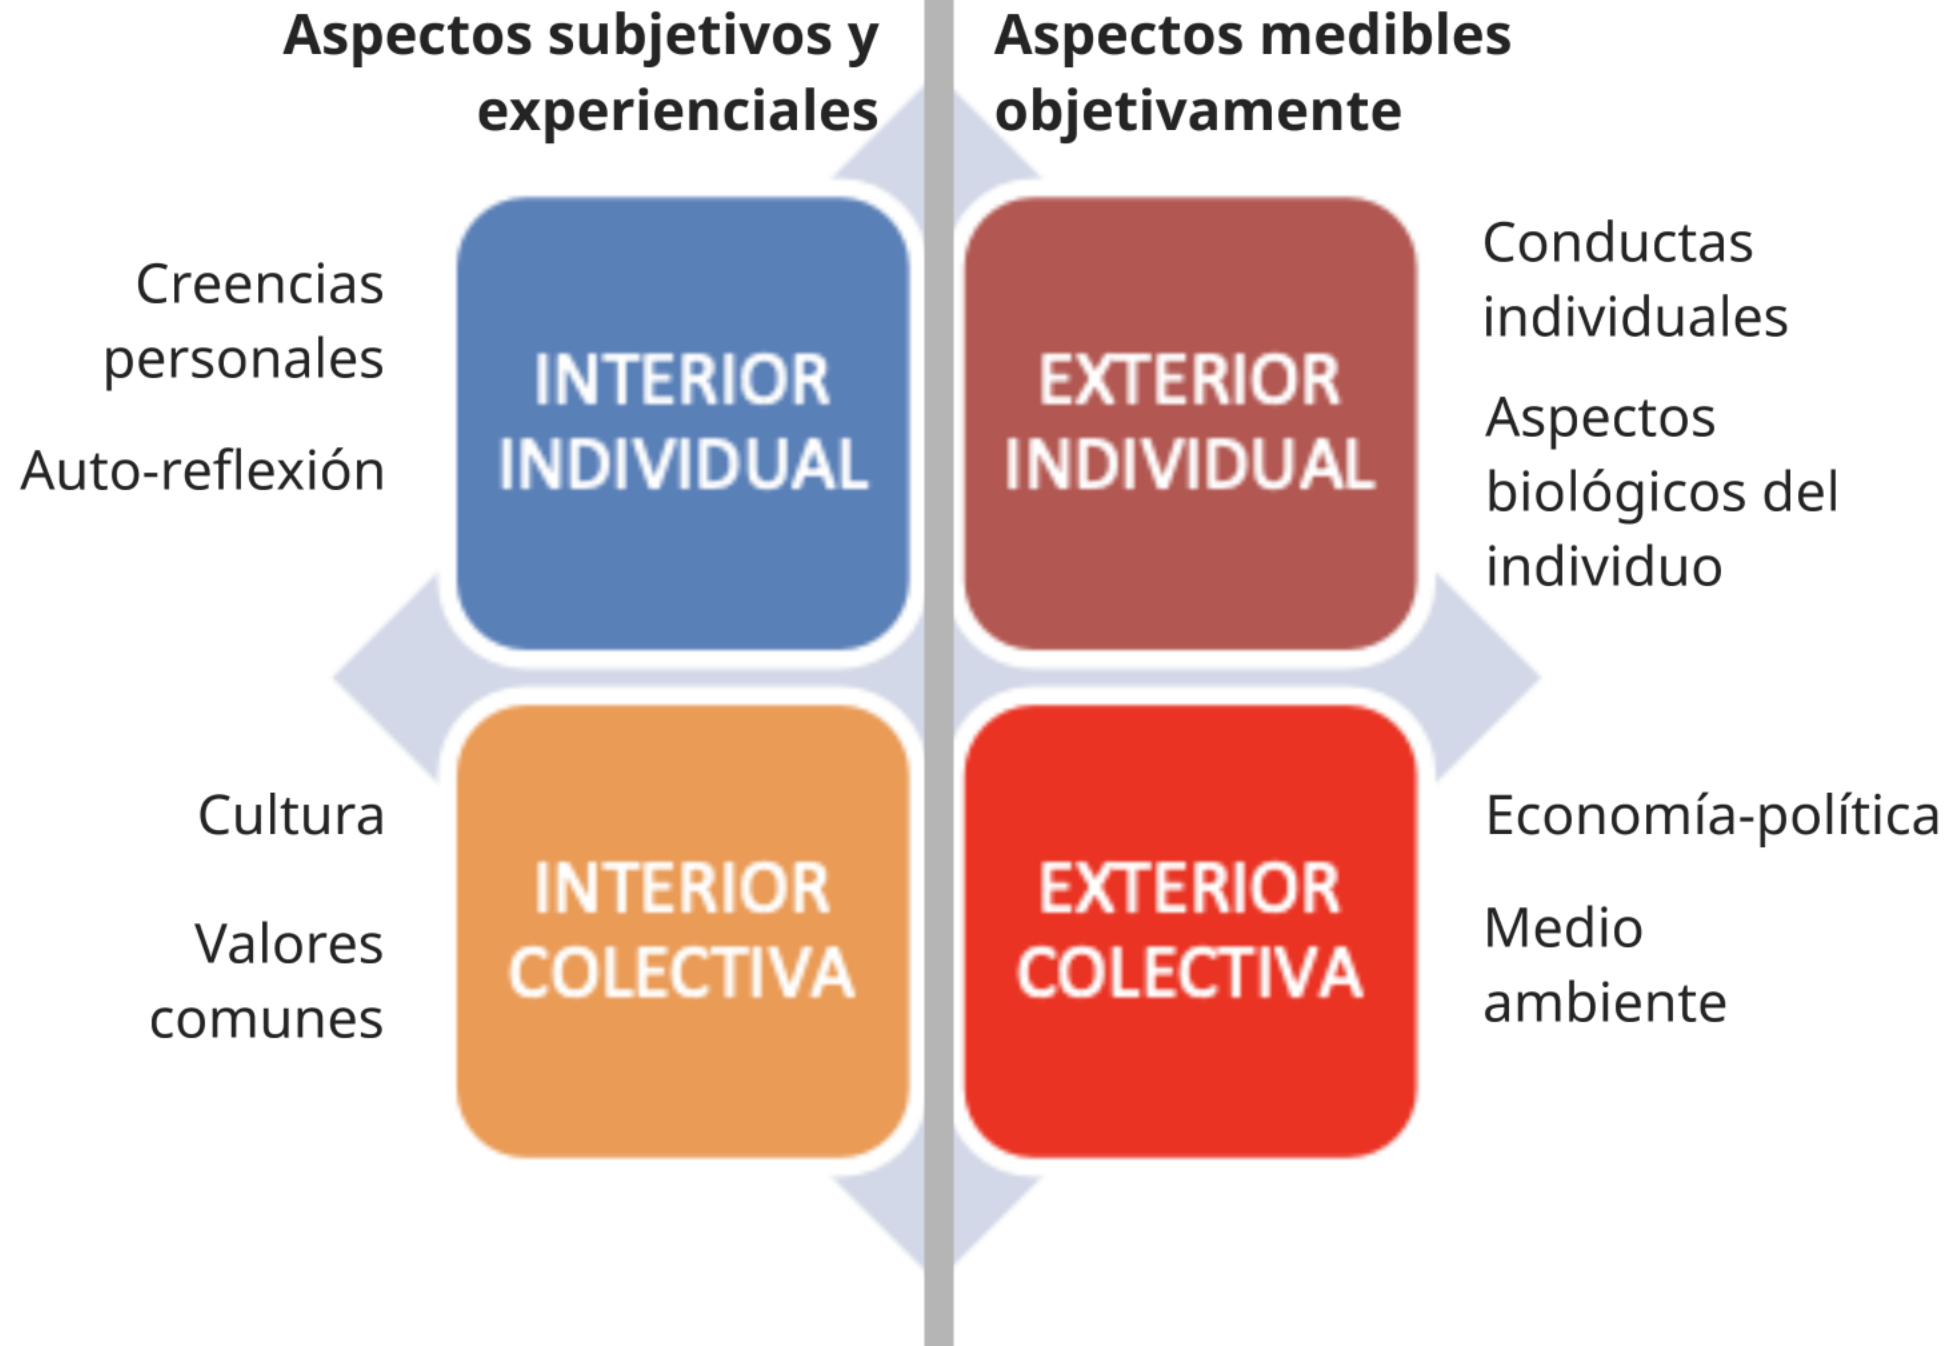 Aspectos subjetivos y
experienciales
Aspectos medibles
objetivamente
Creencias
personales
Auto-reflexión
INTERIOR
INDIVIDUAL
EXTERIOR
INDIVIDUAL
Conductas
individuales
Aspectos
biológicos del
individuo
Cultura
Valores
comunes
INTERIOR
COLECTIVA
EXTERIOR
COLECTIVA
Economía-política
Medio
ambiente